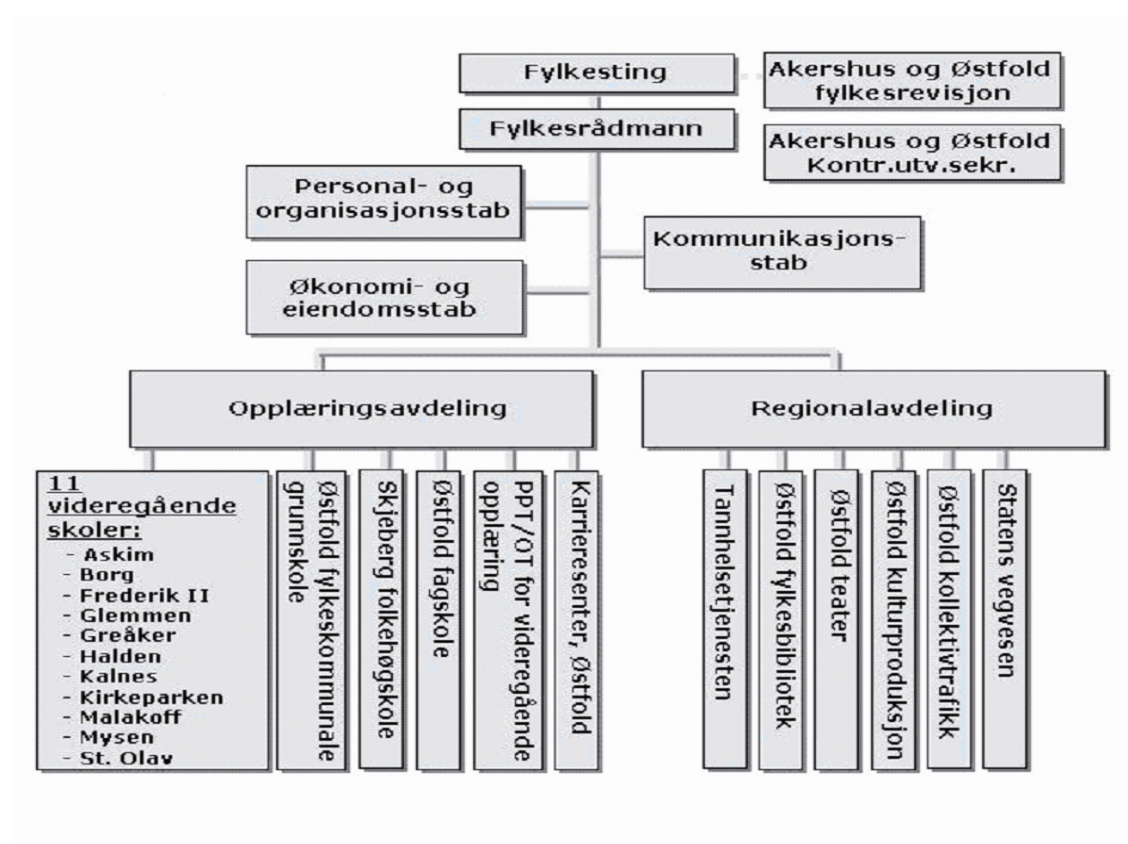 Fylkesting
Akershus og Østfold
fylkesrevisjon
Fylkesrådmann
Akershus og Østfold
Kontr.utv.sekr.
Personal- og
organisasjonsstab
Kommunikasjons-
stab
Økonomi- og
eiendomsstab
Opplæringsavdeling
Regionalavdeling
11
videregående
skoler:
- Askim
- Borg
- Frederik II
- Glemmen
- Greåker
- Halden
- Kalnes
- Kirkeparken
- Malakoff
- Mysen
- St. Olav
Østfold fylkeskommunale
grunnskole
Skjeberg folkehøgskole
Østfold fagskole
PPT/OT for videregående
opplæring
Karrieresenter, Østfold
Tannhelsetjenesten
Østfold fylkesbibliotek
Østfold teater
Østfold kulturproduksjon
Østfold kollektivtrafikk
Statens vegvesen